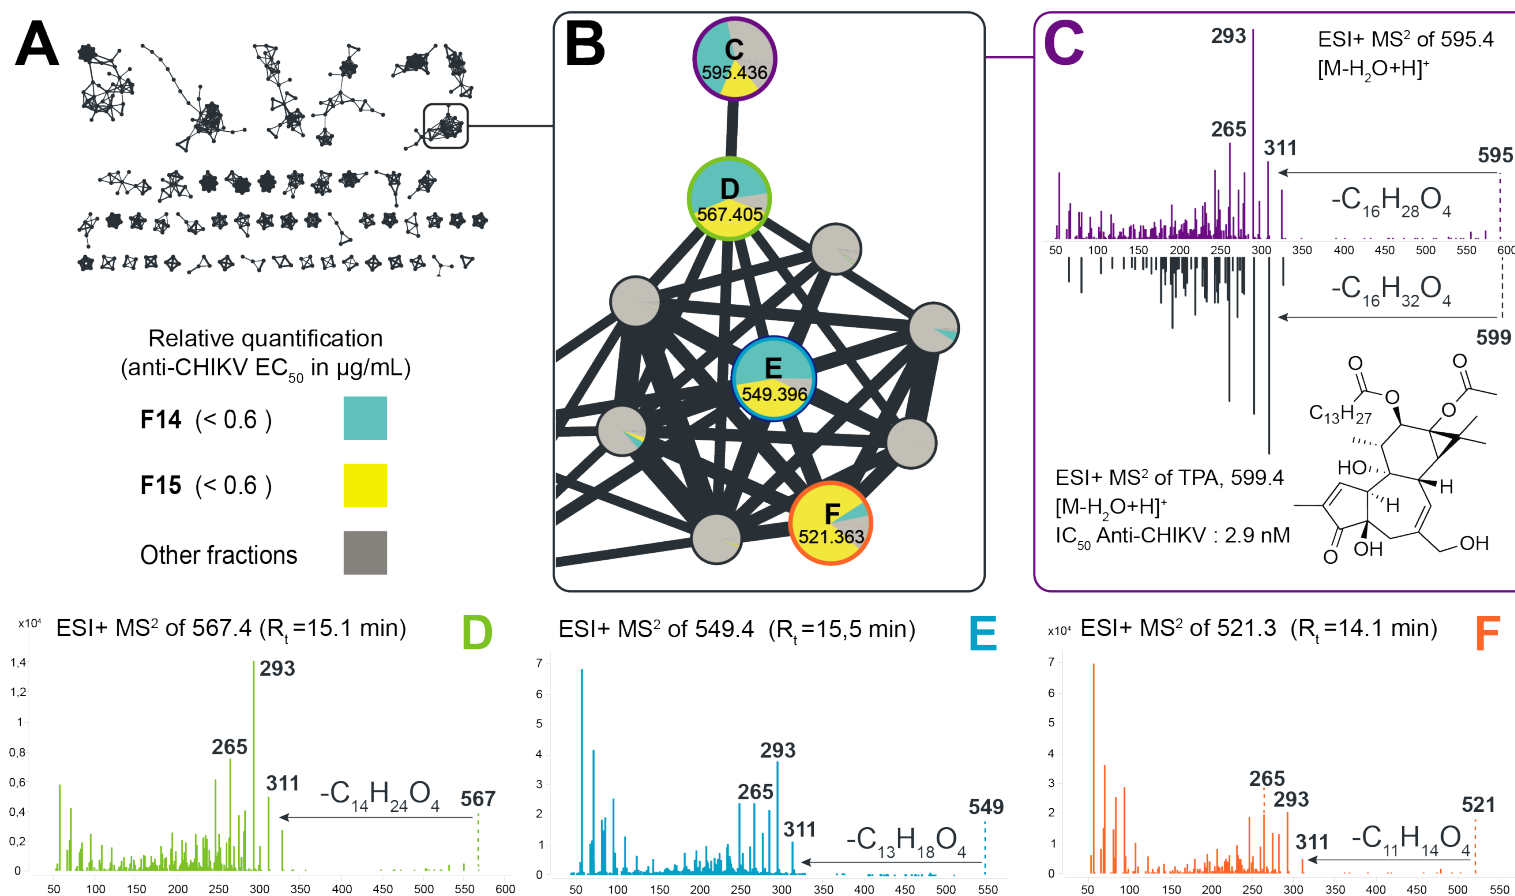 A
Relative quantification
(anti-CHIKV EC50 in µg/mL)
F14 (< 0.6 )
F15 (< 0.6 )
Other fractions
B
C
595.436
D
567.405
E
549.396
F
521.363
C
ESI+ MS² of 595.4
[M-H₂O+H]⁺
293
265
311
595
-C₁₆H₂₈O₄
50 100 150 200 250 300 350 400 450 500 550 600
-C₁₆H₃₂O₄
599
ESI+ MS² of TPA, 599.4
[M-H₂O+H]⁺
IC₅₀ Anti-CHIKV : 2.9 nM
O
O
C₁₃H₂₇
O
O
HO
H
H
O
OH
OH
D
x10⁴
ESI+ MS² of 567.4 (Rt=15.1 min)
1,4
1,2
1
0,8
0,6
0,4
0,2
0
293
265
311
-C₁₄H₂₄O₄
567
50 100 150 200 250 300 350 400 450 500 550 600
E
ESI+ MS² of 549.4 (Rt=15,5 min)
7
6
5
4
3
2
1
0
293
265
311
-C₁₃H₁₈O₄
549
50 100 150 200 250 300 350 400 450 500 550
F
x10⁴
ESI+ MS² of 521.3 (Rt=14.1 min)
7
6
5
4
3
2
1
0
265
293
311
-C₁₁H₁₄O₄
521
50 100 150 200 250 300 350 400 450 500 550